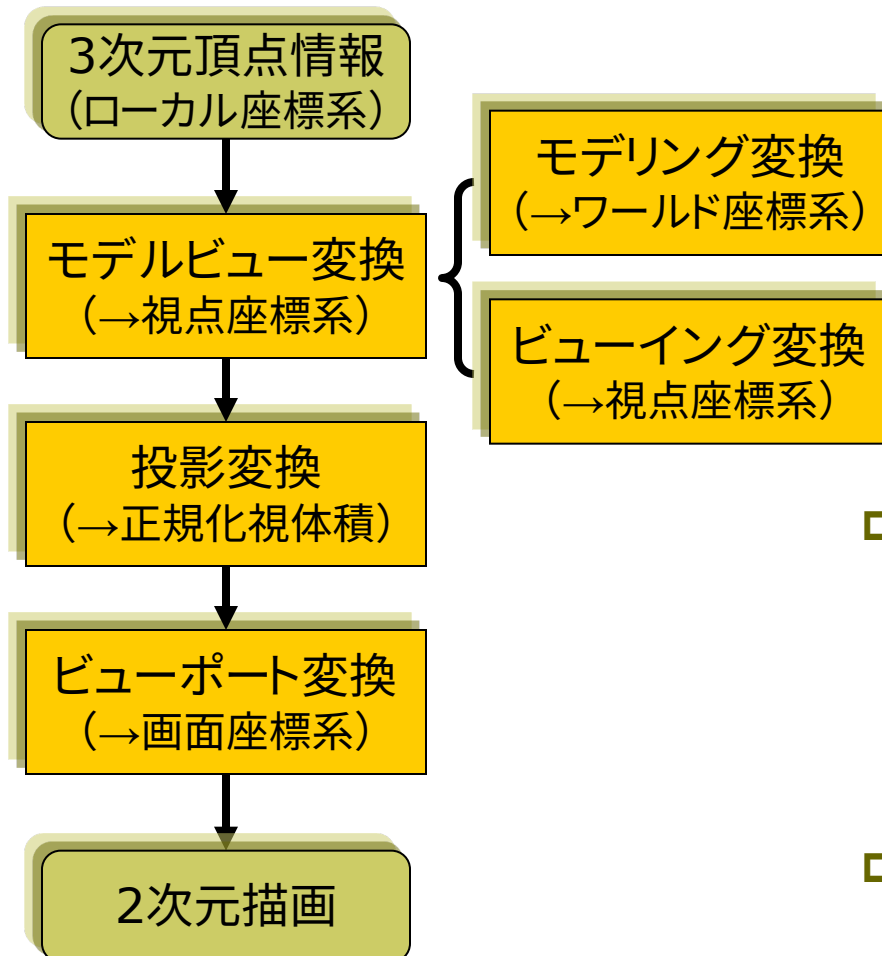 3次元頂点情報
（ローカル座標系）
モデルビュー変換
（→視点座標系）
モデリング変換
（→ワールド座標系）
ビューイング変換
（→視点座標系）
投影変換
（→正規化視体積）
ビューポート変換
（→画面座標系）
2次元描画